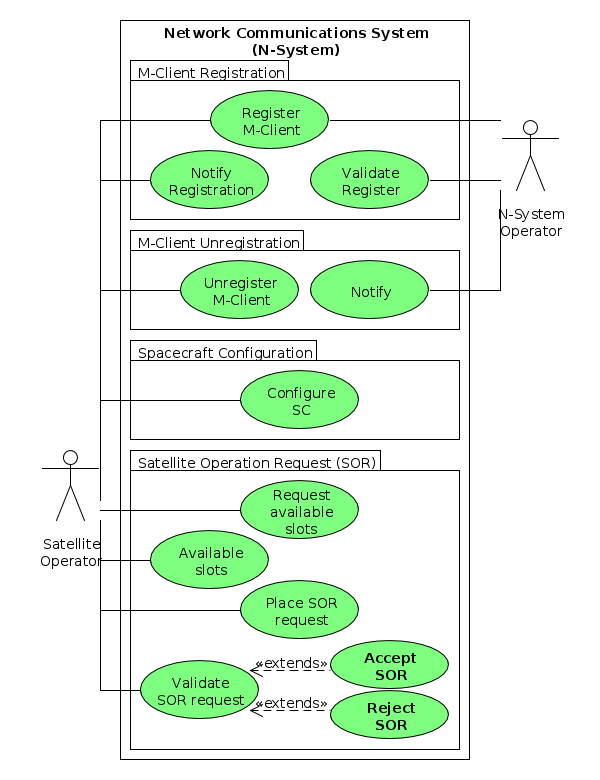 Network Communications System
(N-System)
M-Client Registration
Register
M-Client
Notify
Registration
Validate
Register
N-System
Operator
M-Client Unregistration
Unregister
M-Client
Notify
Spacecraft Configuration
Configure
SC
Satellite Operation Request (SOR)
Request
available
slots
Satellite
Operator
Available
slots
Place SOR
request
Validate
SOR request
«extends»
Accept
SOR
«extends»
Reject
SOR